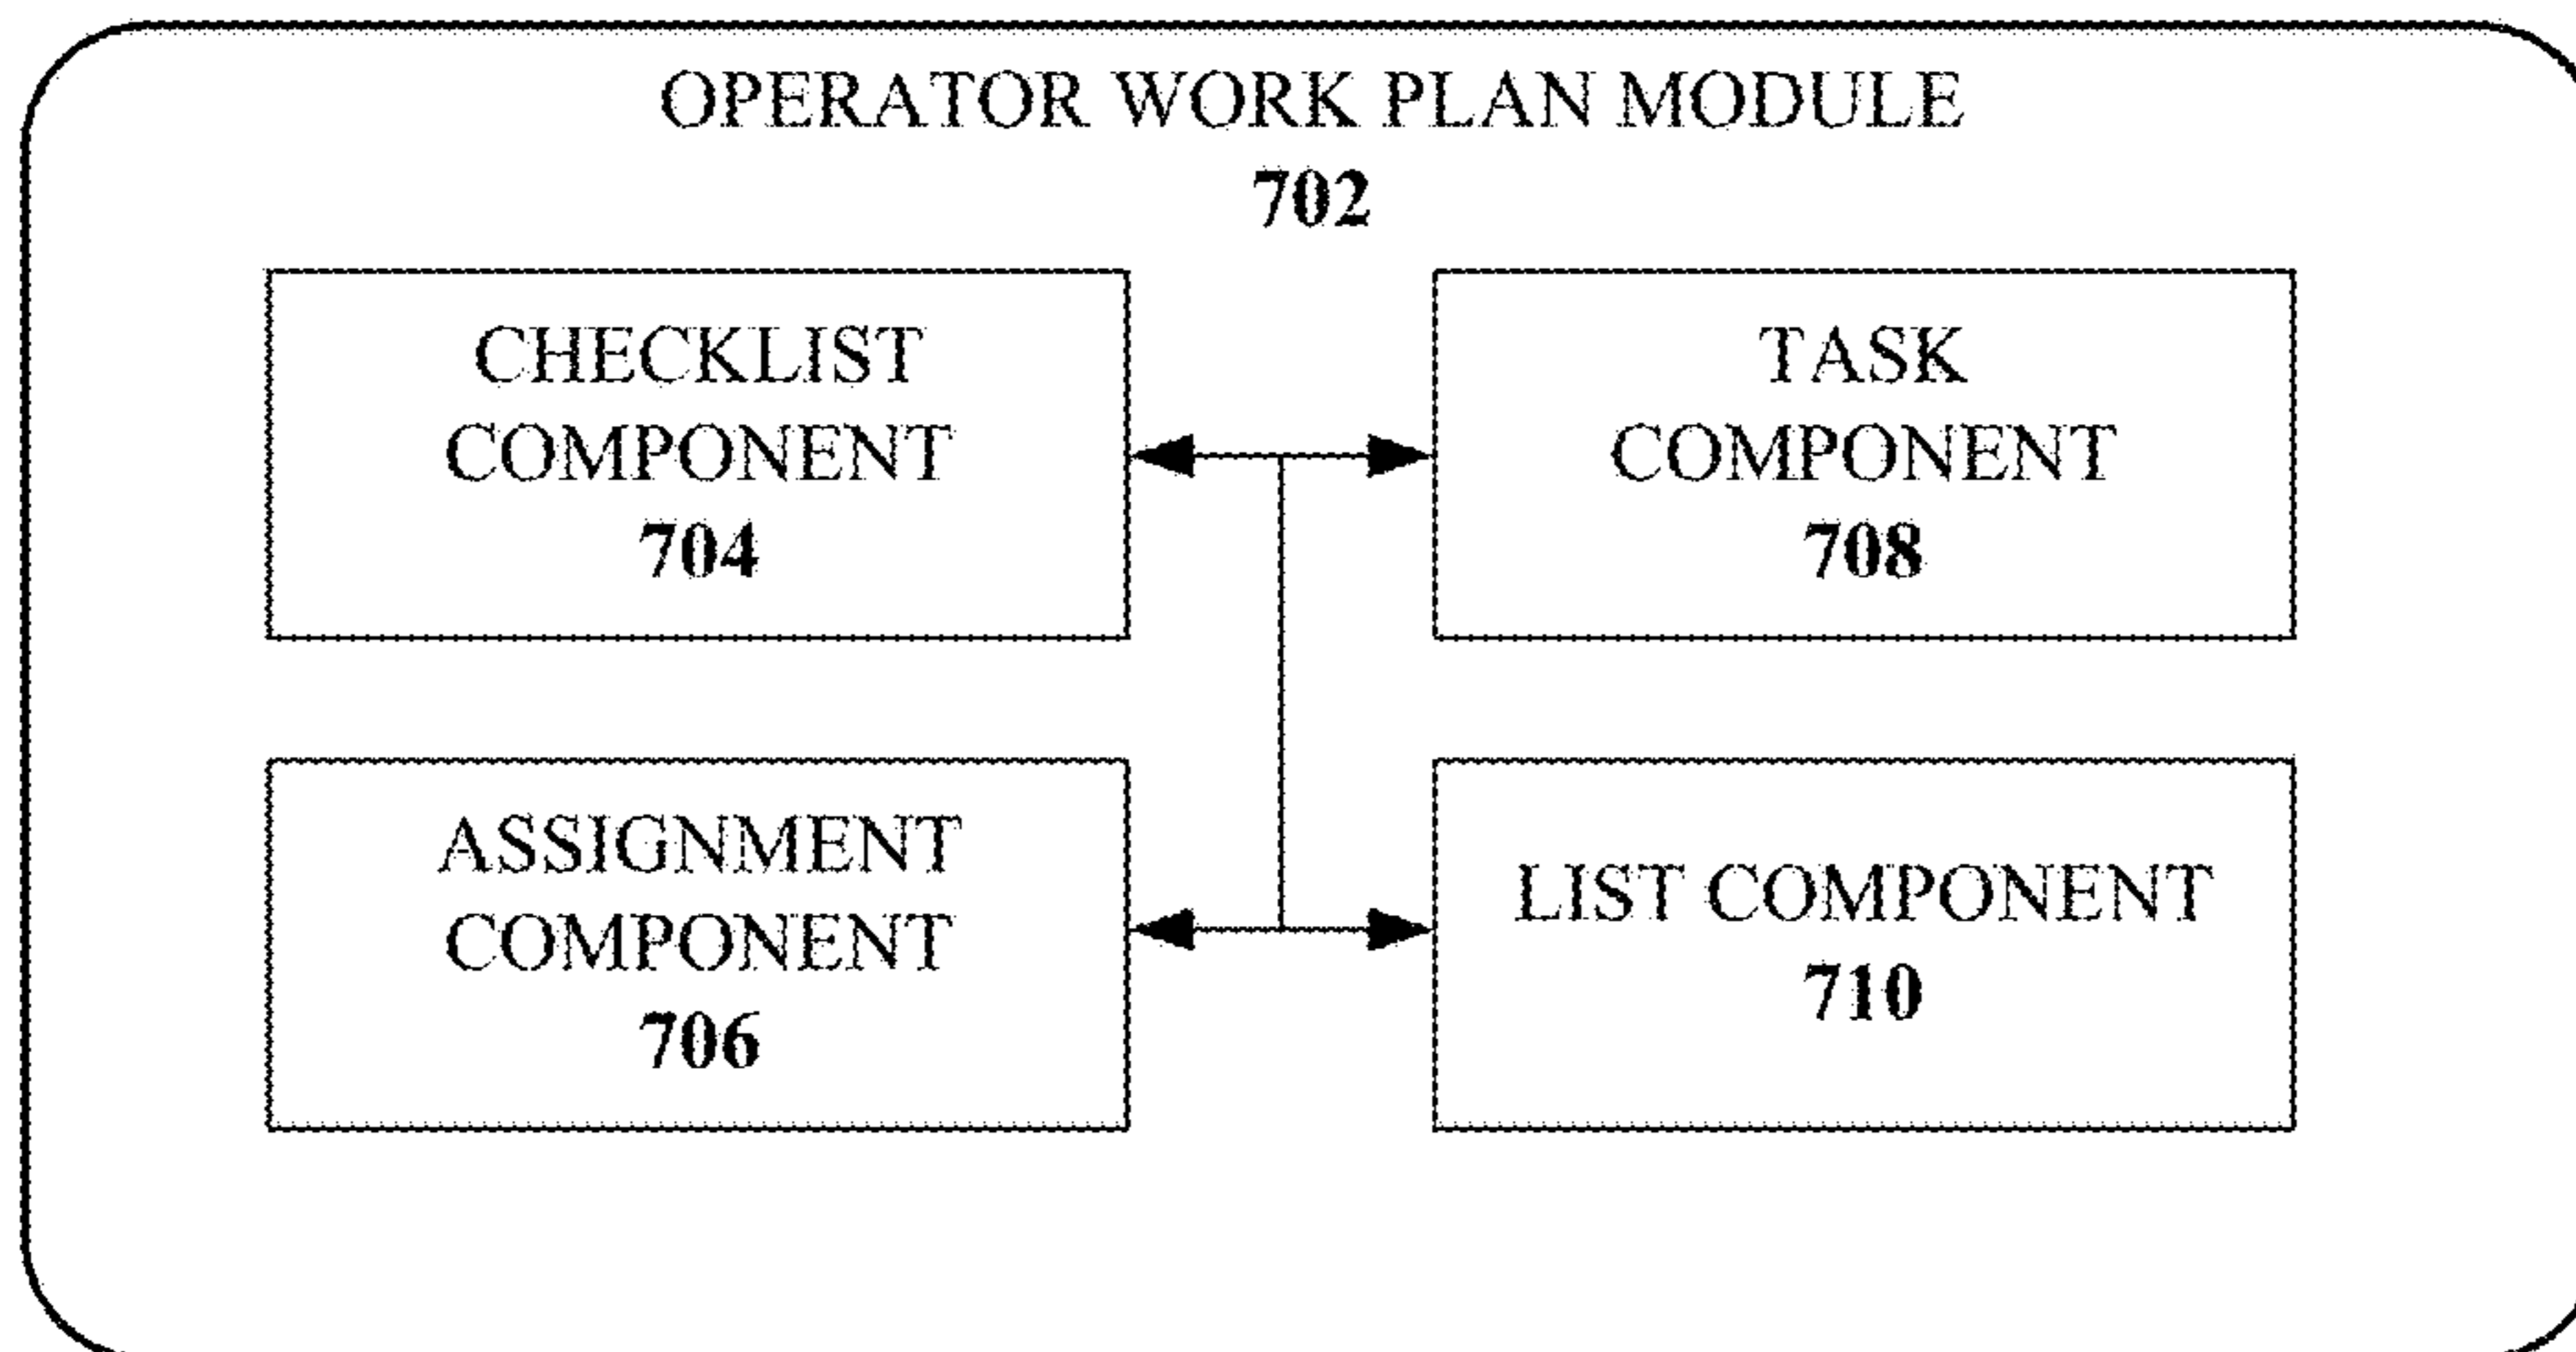 OPERATOR WORK PLAN MODULE
702
CHECKLIST
COMPONENT
704
TASK
COMPONENT
708
ASSIGNMENT
COMPONENT
706
LIST COMPONENT
710